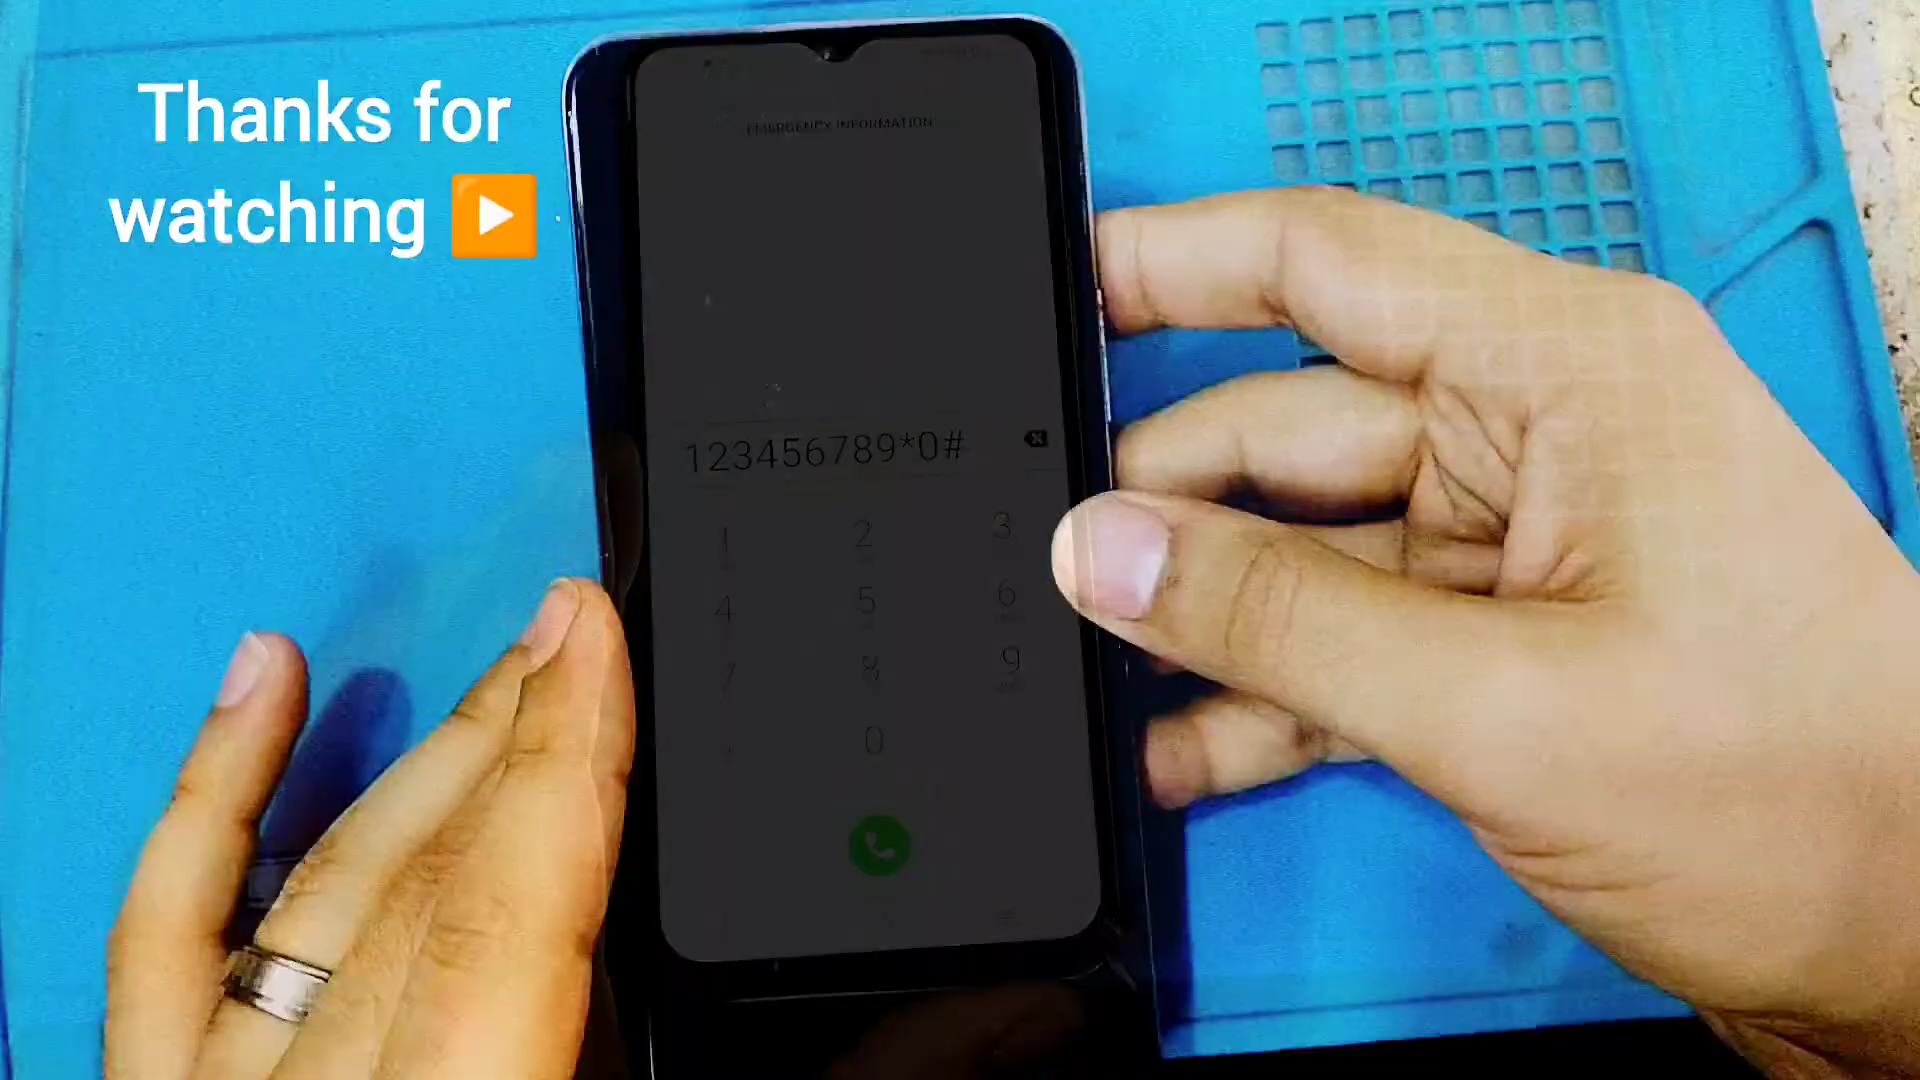 Thanks for
watching ▶️
EMERGENCY INFORMATION
123456789*0#
1 2 3
4 5 6
7 8 9
0